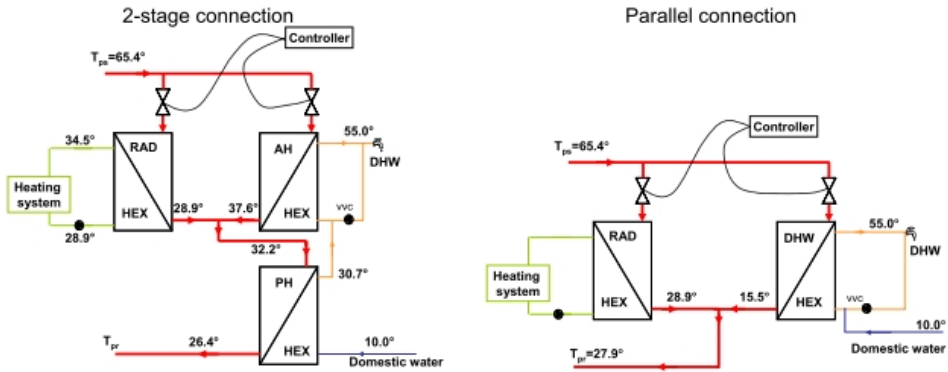 2-stage connection
Parallel connection
Controller
Tps=65.4°
34.5°
RAD
HEX
Heating
system
28.9°
28.9°
37.6°
AH
HEX
55.0°
DHW
VVC
32.2°
30.7°
PH
HEX
Tpr
26.4°
10.0°
Domestic water
Controller
Tps=65.4°
RAD
HEX
Heating
system
28.9°
15.5°
DHW
HEX
55.0°
DHW
VVC
10.0°
Domestic water
Tpr=27.9°